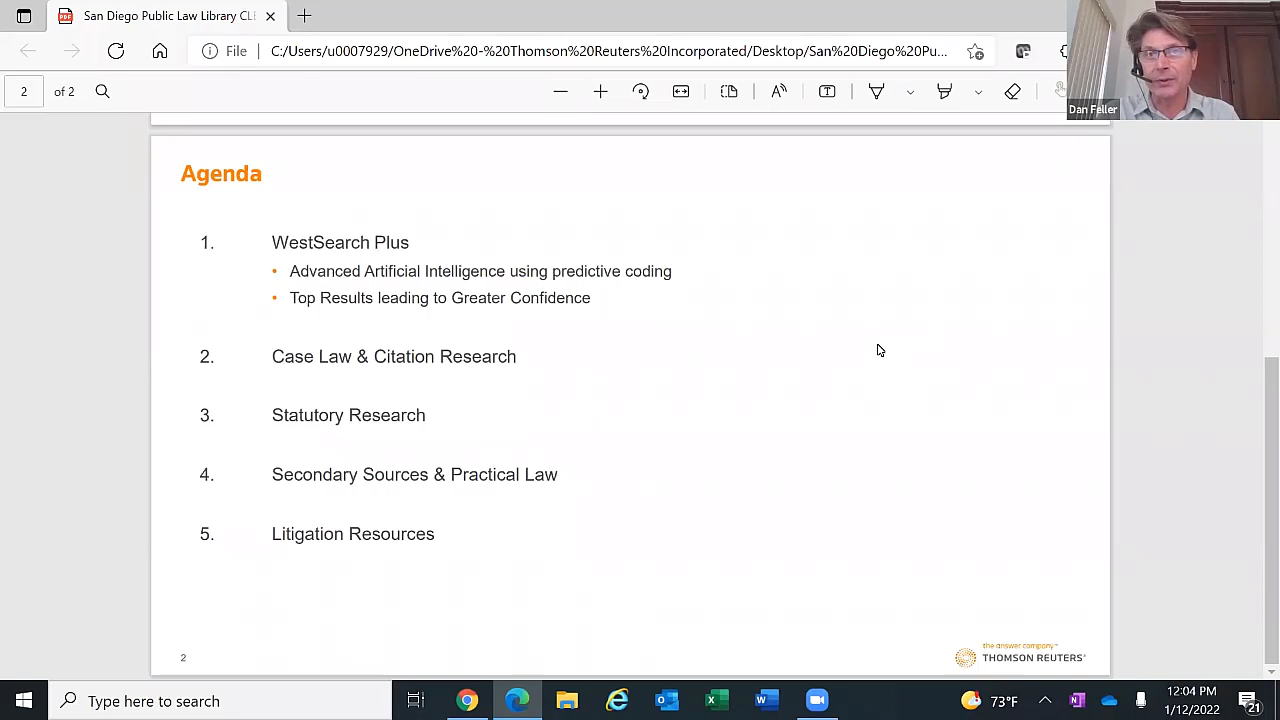 San Diego Public Law Library CLE
File
C:/Users/u0007929/OneDrive%20-%20Thomson%20Reuters%20Incorporated/Desktop/San%20Diego%20Pu...
2
of 2
Dan Feller
Agenda
1. WestSearch Plus
• Advanced Artificial Intelligence using predictive coding
• Top Results leading to Greater Confidence
2. Case Law & Citation Research
3. Statutory Research
4. Secondary Sources & Practical Law
5. Litigation Resources
2
the answer company™
THOMSON REUTERS®
Type here to search
73°F
12:04 PM
1/12/2022
21